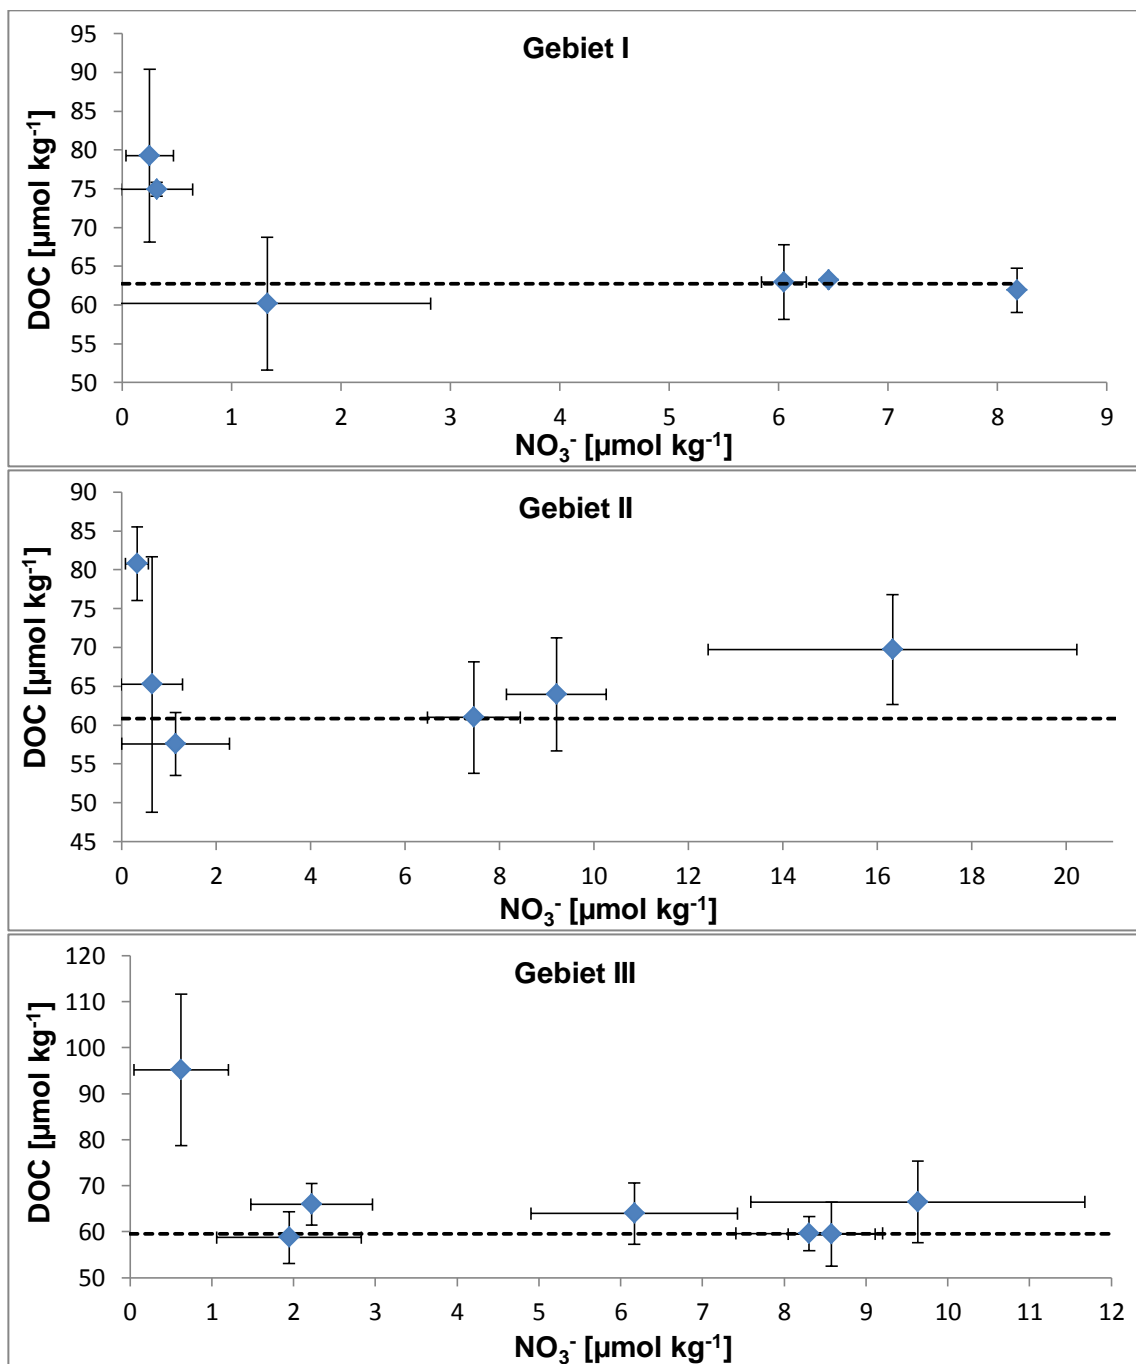 Gebiet I
DOC [µmol kg⁻¹]
95
90
85
80
75
70
65
60
55
50
0 1 2 3 4 5 6 7 8 9
NO₃⁻ [µmol kg⁻¹]
Gebiet II
DOC [µmol kg⁻¹]
90
85
80
75
70
65
60
55
50
45
0 2 4 6 8 10 12 14 16 18 20
NO₃⁻ [µmol kg⁻¹]
Gebiet III
DOC [µmol kg⁻¹]
120
110
100
90
80
70
60
50
0 1 2 3 4 5 6 7 8 9 10 11 12
NO₃⁻ [µmol kg⁻¹]